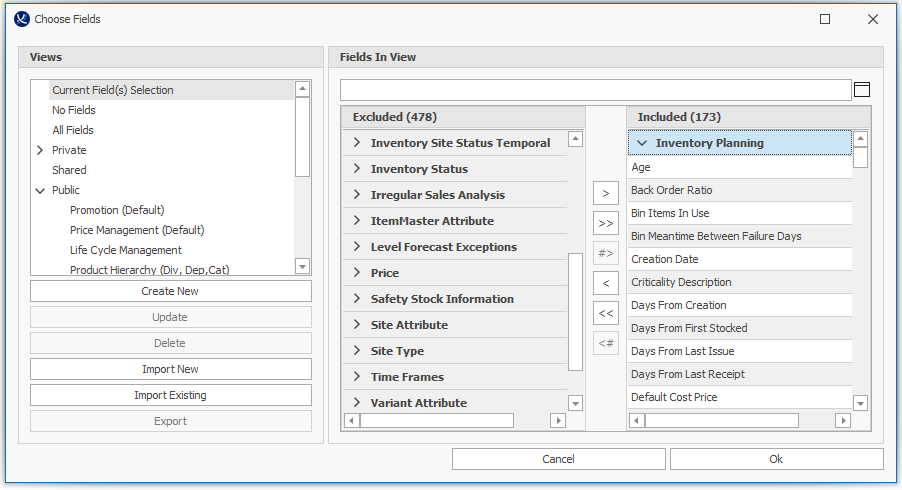 Choose Fields
Views
Current Field(s) Selection
No Fields
All Fields
Private
Shared
Public
Promotion (Default)
Price Management (Default)
Life Cycle Management
Product Hierarchy (Div, Dep,Cat)
Create New
Update
Delete
Import New
Import Existing
Export
Fields In View
Excluded (478)
Inventory Site Status Temporal
Inventory Status
Irregular Sales Analysis
ItemMaster Attribute
Level Forecast Exceptions
Price
Safety Stock Information
Site Attribute
Site Type
Time Frames
Variant Attribute
>
>>
#>
<
<<
<#
Included (173)
Inventory Planning
Age
Back Order Ratio
Bin Items In Use
Bin Meantime Between Failure Days
Creation Date
Criticality Description
Days From Creation
Days From First Stocked
Days From Last Issue
Days From Last Receipt
Default Cost Price
Cancel
Ok